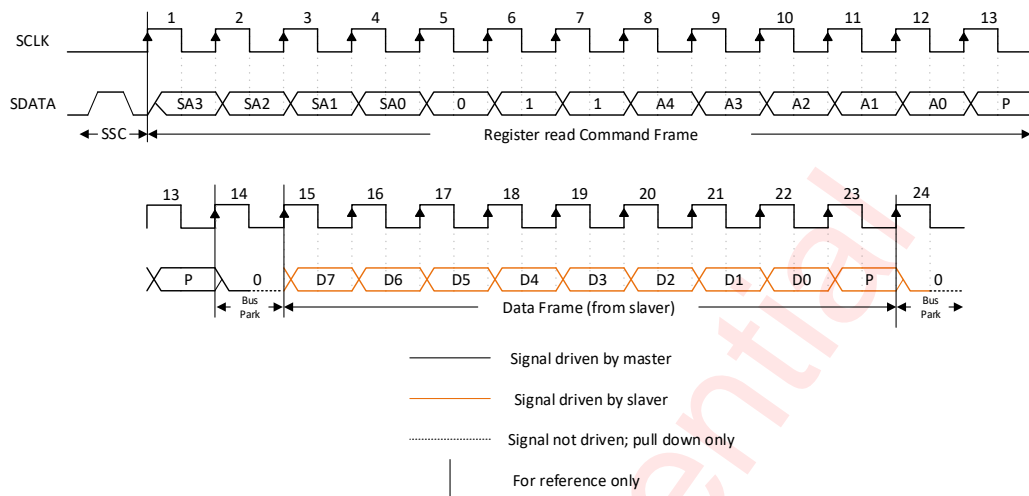 1 2 3 4 5 6 7 8 9 10 11 12 13
SCLK
SDATA SA3 SA2 SA1 SA0 0 1 1 A4 A3 A2 A1 A0 P
SSC Register read Command Frame
13 14 15 16 17 18 19 20 21 22 23 24
P 0 D7 D6 D5 D4 D3 D2 D1 D0 P 0
Bus Park Data Frame (from slaver) Bus Park
Signal driven by master
Signal driven by slaver
Signal not driven; pull down only
For reference only
ential